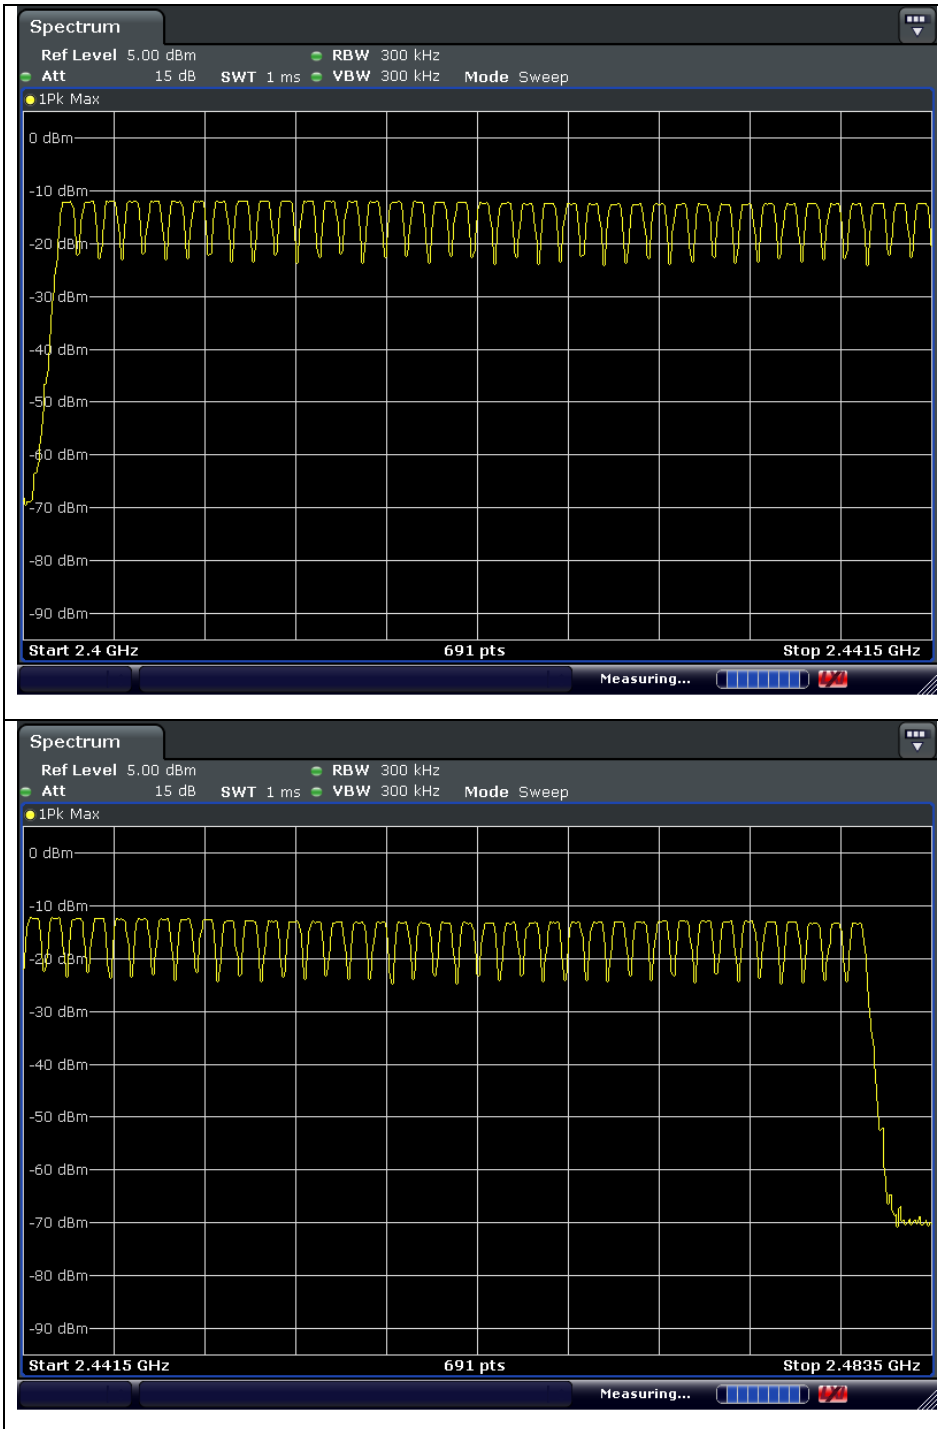 Spectrum
Ref Level 5.00 dBm RBW 300 kHz
Att 15 dB SWT 1 ms VBW 300 kHz Mode Sweep
1Pk Max
0 dBm
-10 dBm
-20 dBm
-30 dBm
-40 dBm
-50 dBm
-60 dBm
-70 dBm
-80 dBm
-90 dBm
Start 2.4 GHz 691 pts Stop 2.4415 GHz
Measuring...
Spectrum
Ref Level 5.00 dBm RBW 300 kHz
Att 15 dB SWT 1 ms VBW 300 kHz Mode Sweep
1Pk Max
0 dBm
-10 dBm
-20 dBm
-30 dBm
-40 dBm
-50 dBm
-60 dBm
-70 dBm
-80 dBm
-90 dBm
Start 2.4415 GHz 691 pts Stop 2.4835 GHz
Measuring...